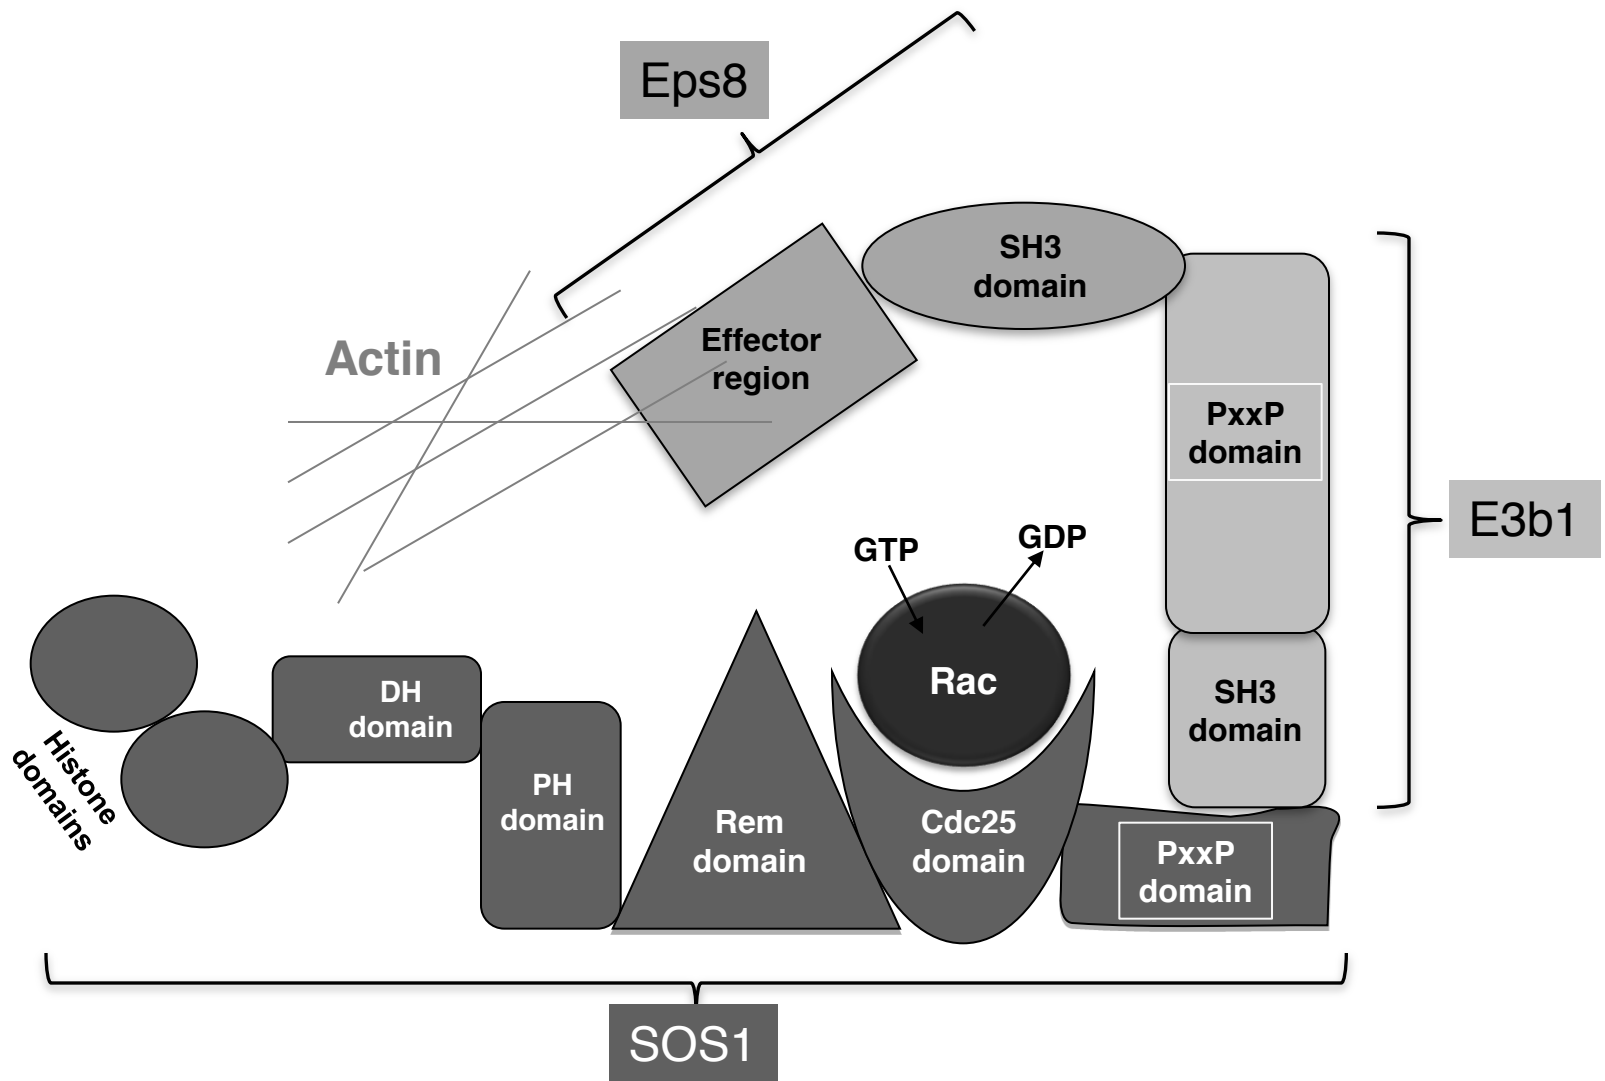 Eps8
SH3
domain
Effector
region
Actin
PxxP
domain
E3b1
GTP
GDP
Rac
SH3
domain
DH
domain
Histone
domains
PH
domain
Rem
domain
Cdc25
domain
PxxP
domain
SOS1